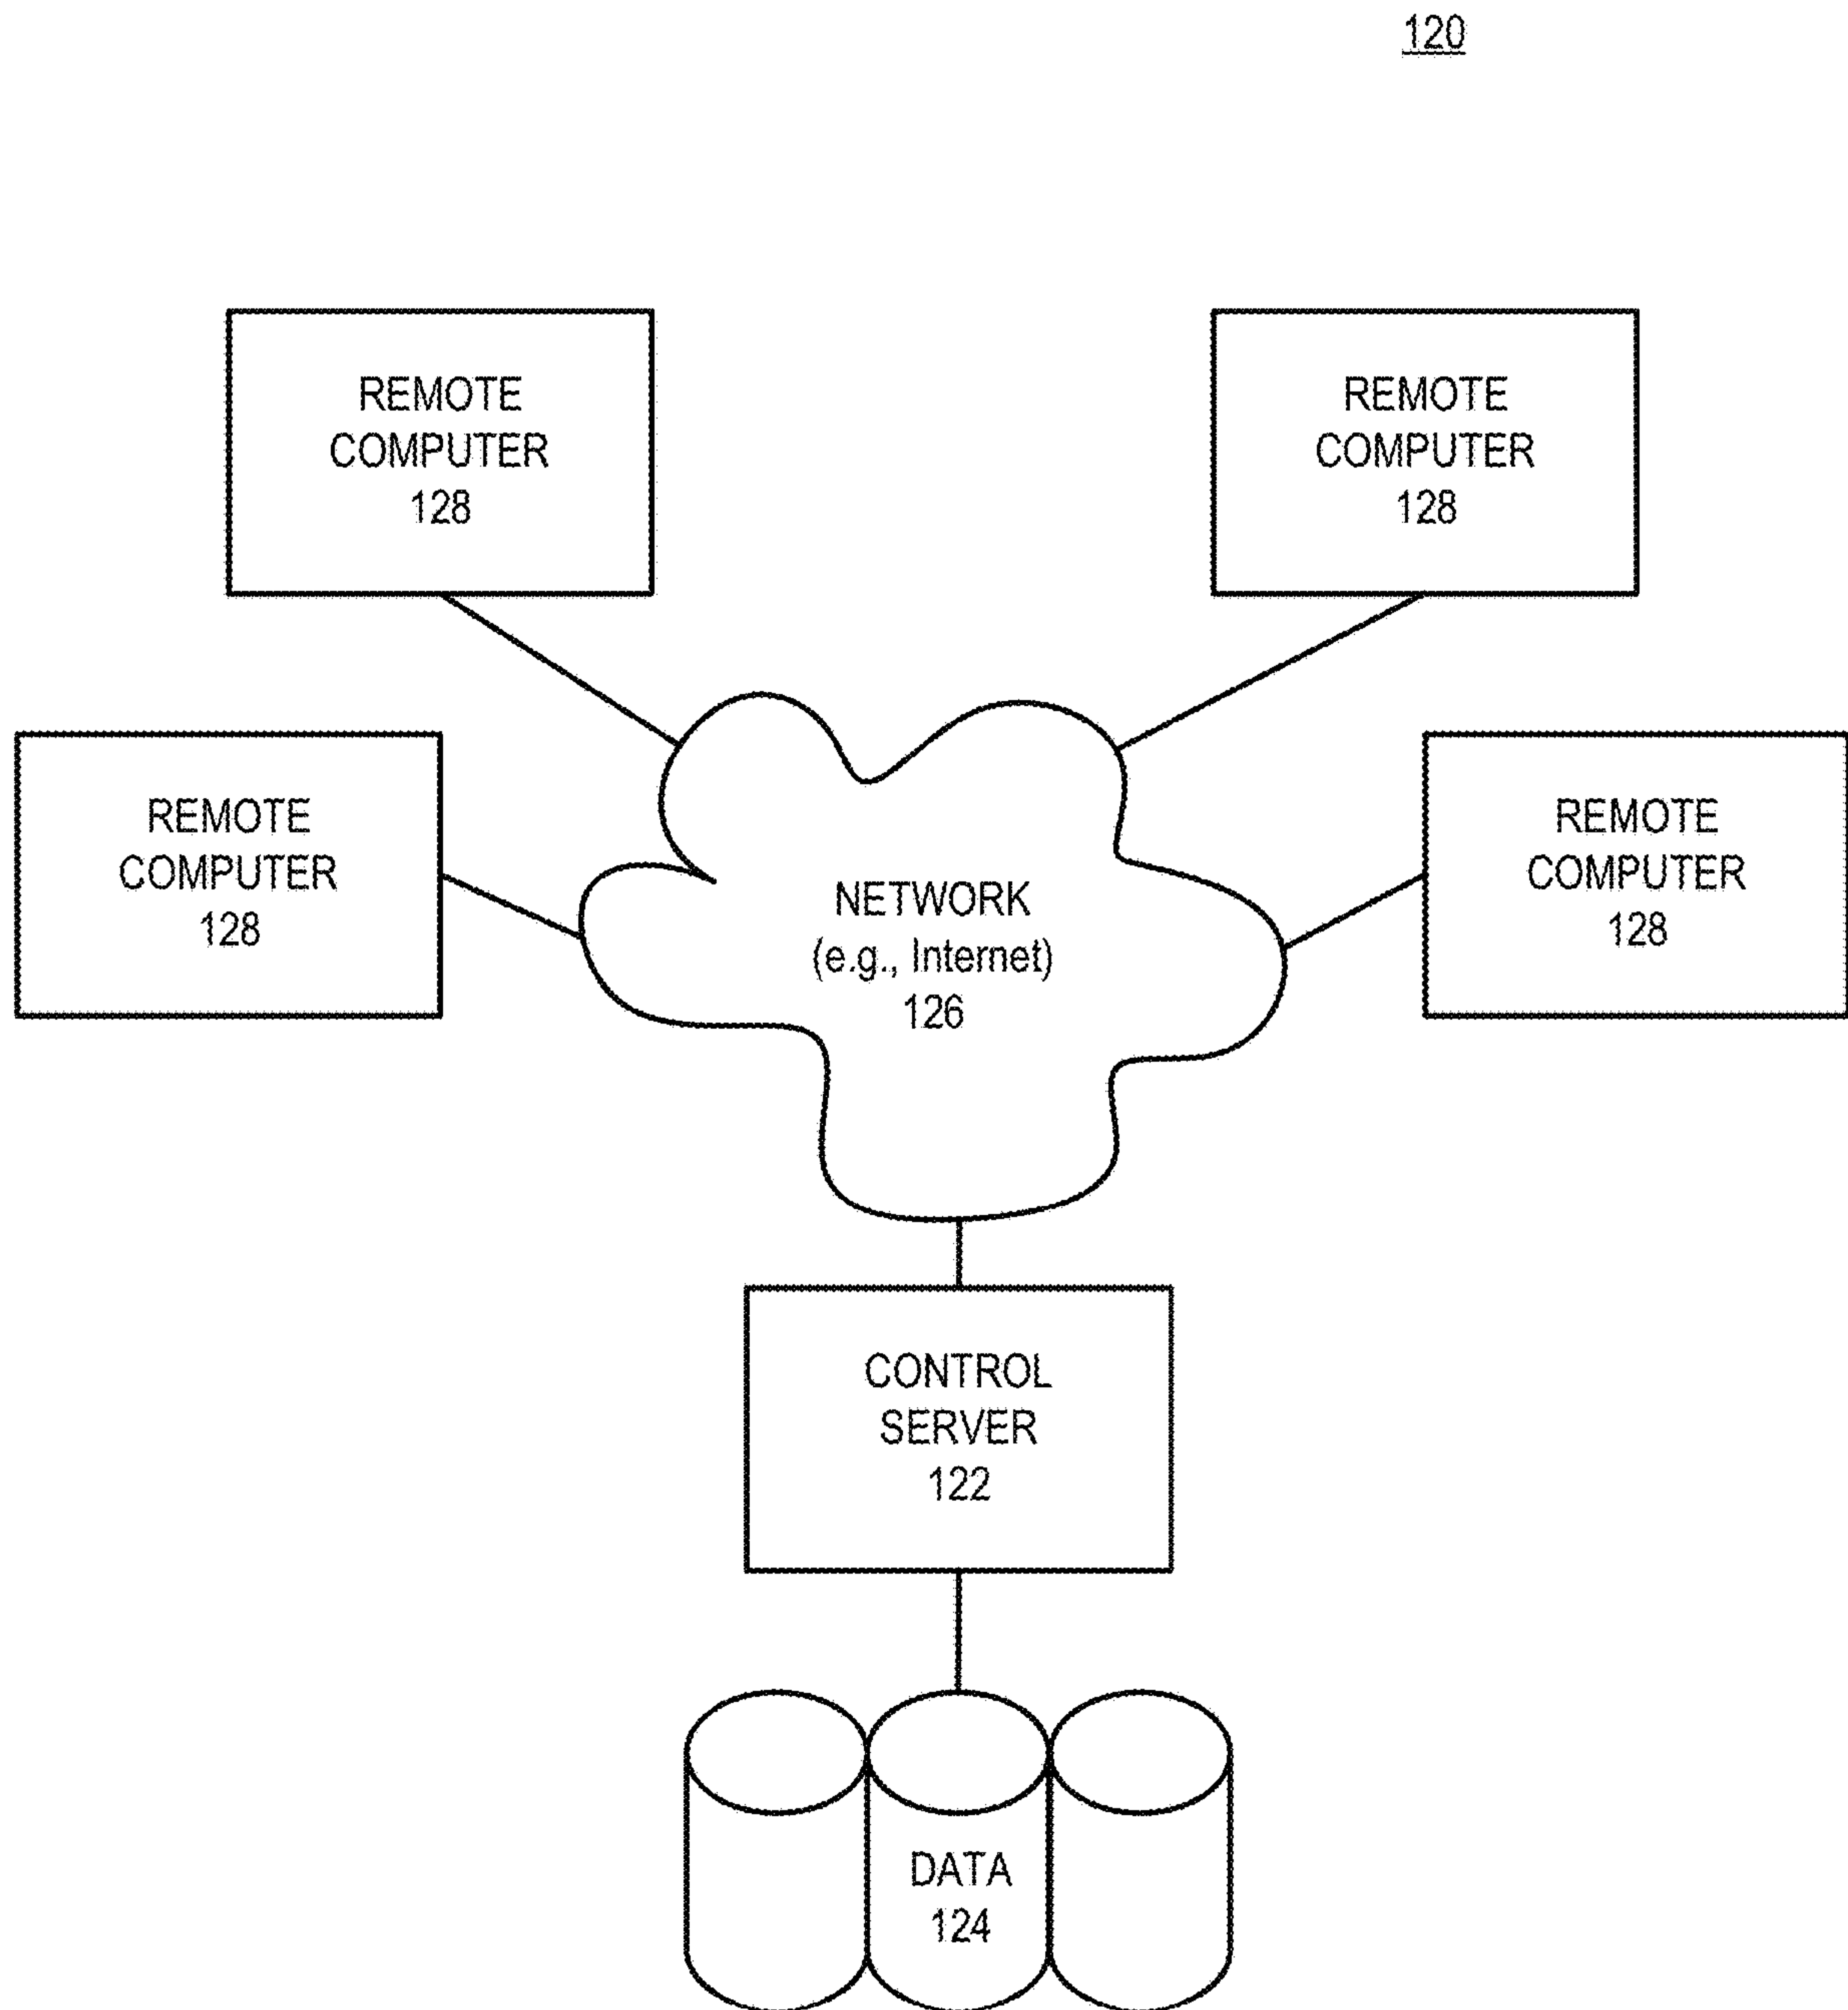 120
REMOTE
COMPUTER
128
REMOTE
COMPUTER
128
REMOTE
COMPUTER
128
NETWORK
(e.g., Internet)
126
REMOTE
COMPUTER
128
CONTROL
SERVER
122
DATA
124